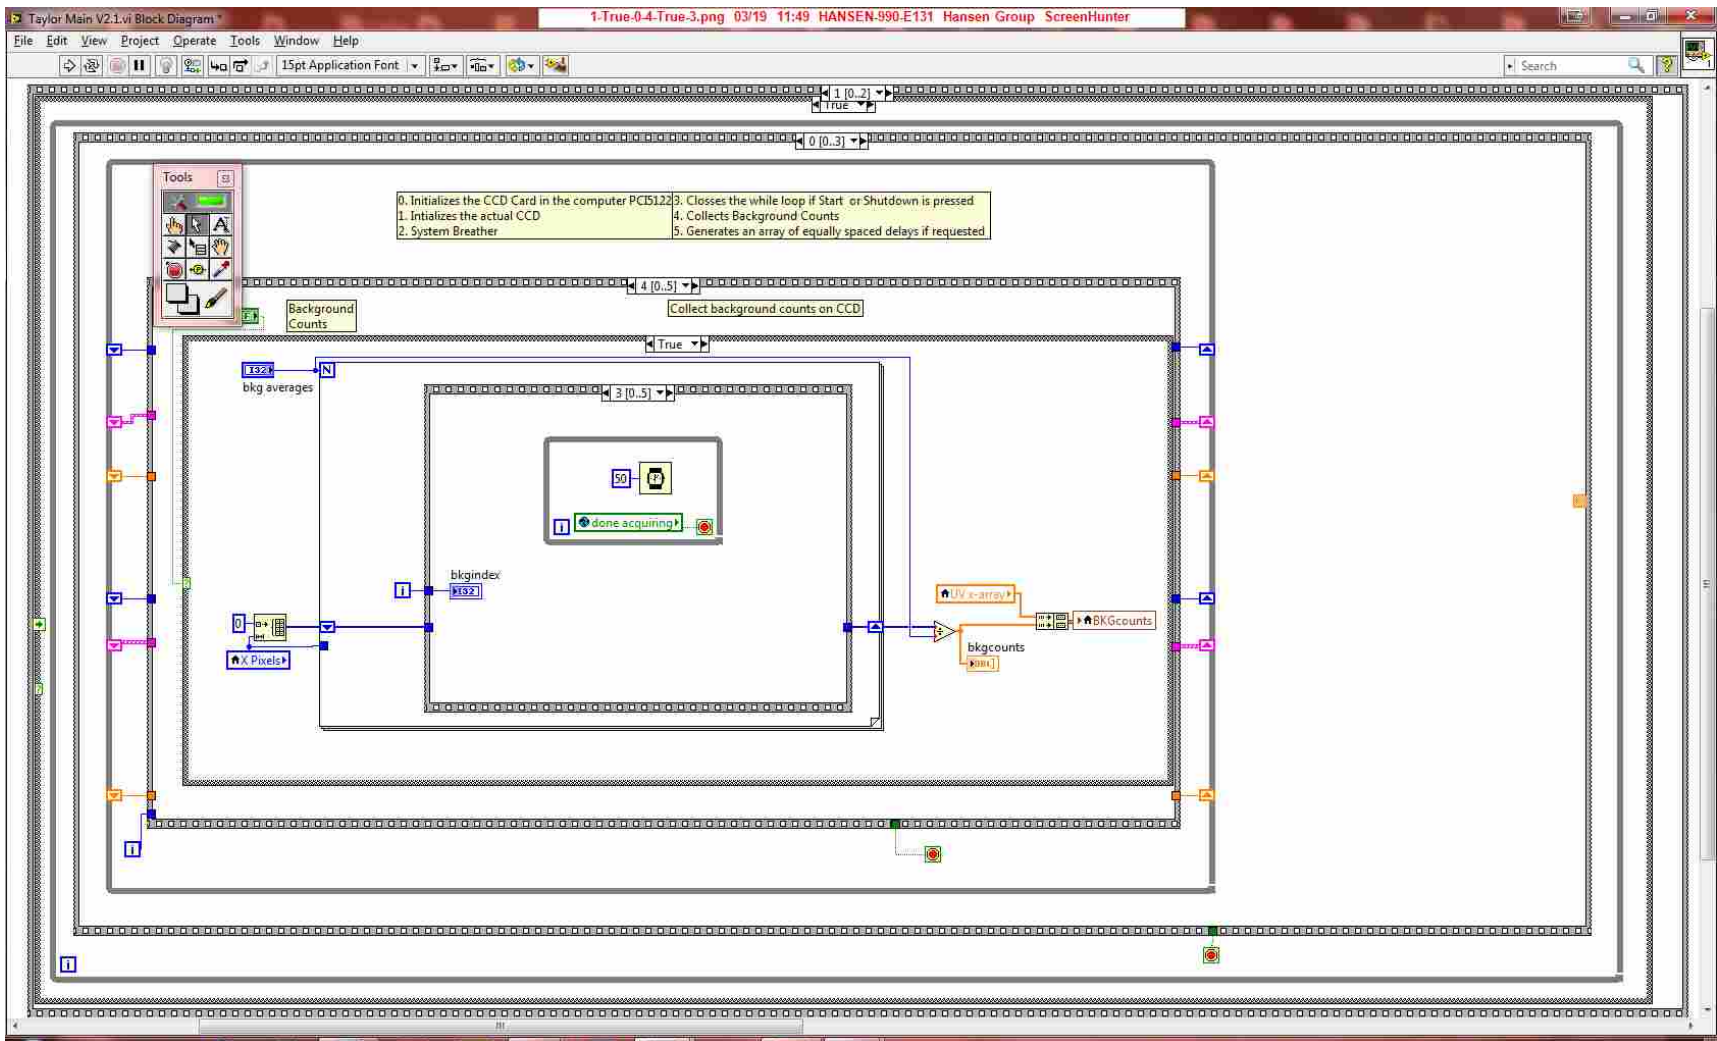 Taylor Main V2.1.vi Block Diagram *
1-True-0-4-True-3.png 03/19 11:49 HANSEN-990-E131 Hansen Group ScreenHunter
File Edit View Project Operate Tools Window Help
15pt Application Font
Search
1 [0..2]
True
0 [0..3]
Tools
0. Initializes the CCD Card in the computer PCI5122
1. Intializes the actual CCD
2. System Breather
3. Closses the while loop if Start or Shutdown is pressed
4. Collects Background Counts
5. Generates an array of equally spaced delays if requested
4 [0..5]
Background
Counts
Collect background counts on CCD
True
I32
N
bkg averages
3 [0..5]
50
i
done acquiring
bkgindex
i
I32
UV x-array
0
BKGcounts
X Pixels
bkgcounts
DBL
i
i